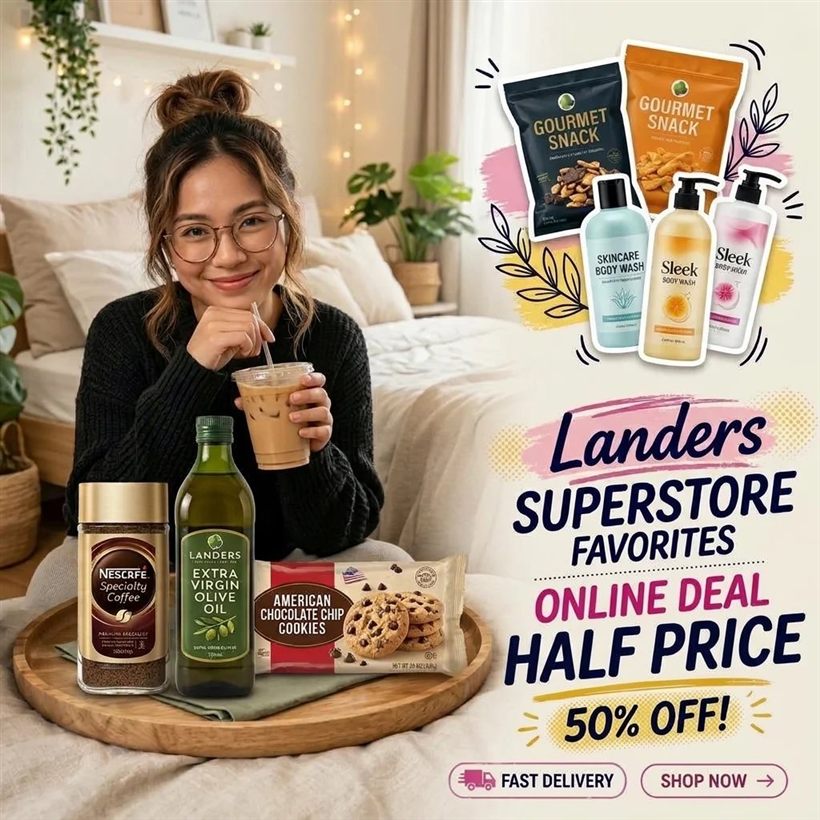 GOURMET
SNACK
GOURMET
SNACK
SKINCARE
BODY WASH
Sleek
BODY WASH
Sleek
Landers
SUPERSTORE
FAVORITES
ONLINE DEAL
HALF PRICE
50% OFF!
FAST DELIVERY
SHOP NOW →
NESCRFE
Specialty
Coffee
LANDERS
EXTRA
VIRGIN
OLIVE
OIL
AMERICAN
CHOCOLATE CHIP
COOKIES